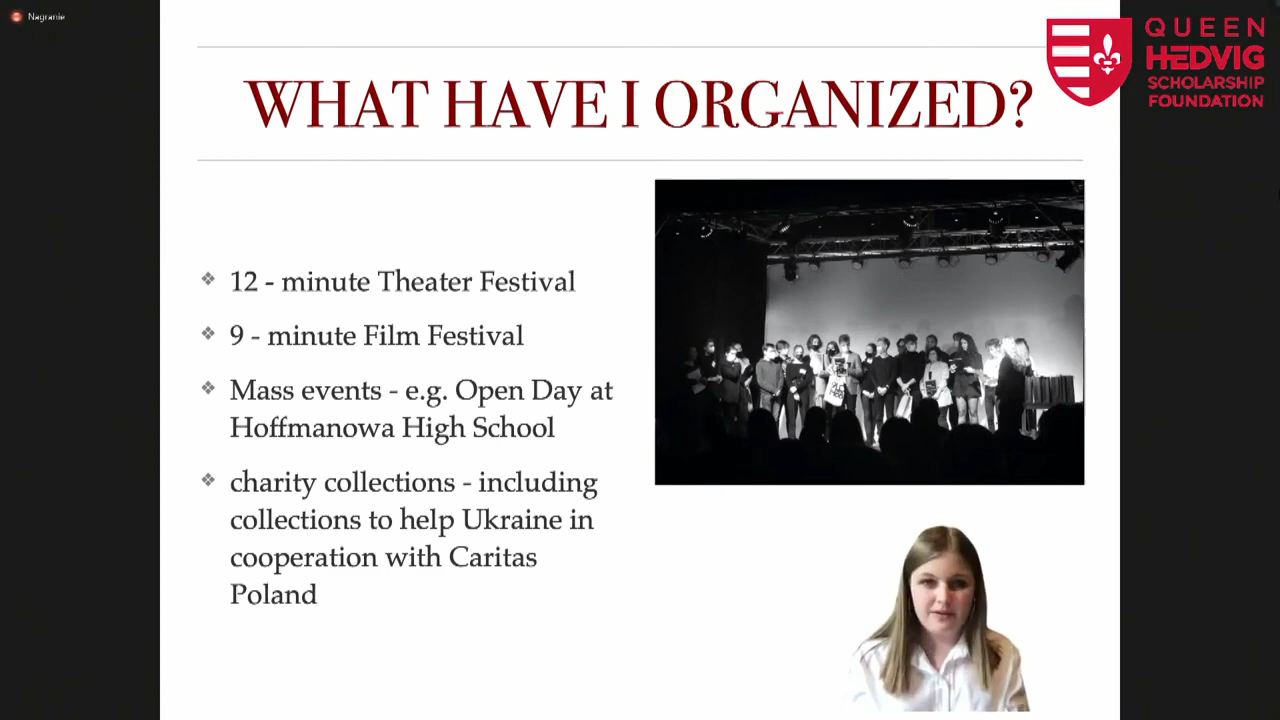 Nagranie
QUEEN
HEDVIG
SCHOLARSHIP
FOUNDATION
WHAT HAVE I ORGANIZED?
12 - minute Theater Festival
9 - minute Film Festival
Mass events - e.g. Open Day at
Hoffmanowa High School
charity collections - including
collections to help Ukraine in
cooperation with Caritas
Poland